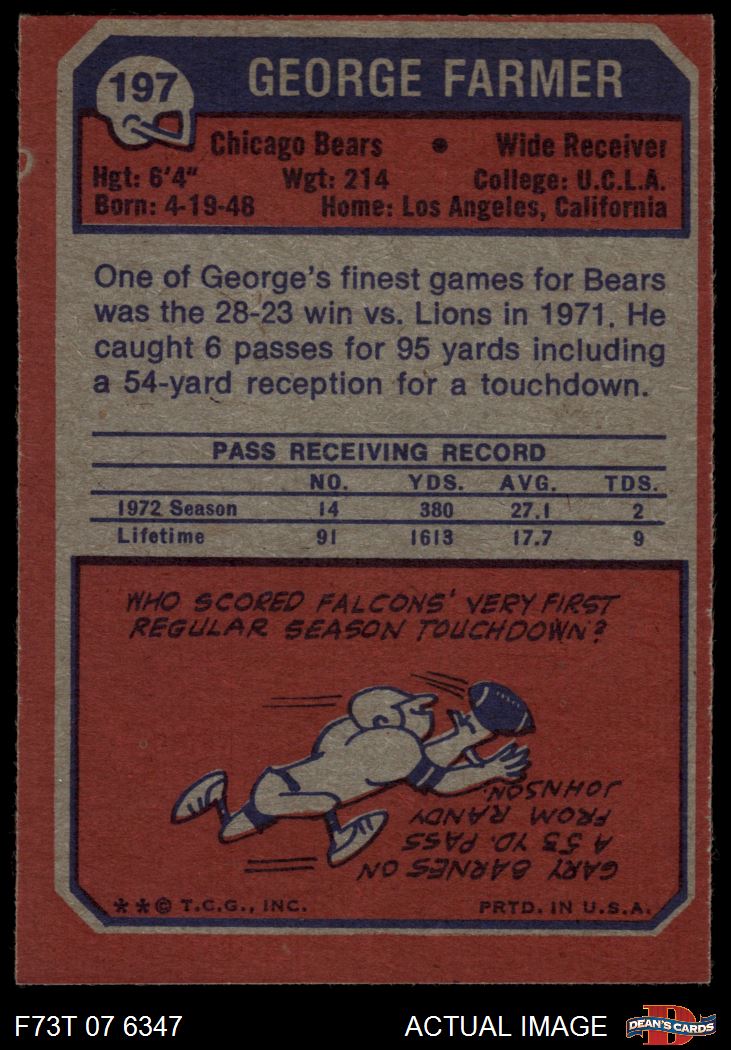 197
GEORGE FARMER
Chicago Bears • Wide Receiver
Hgt: 6'4" Wgt: 214 College: U.C.L.A.
Born: 4-19-48 Home: Los Angeles, California
One of George's finest games for Bears
was the 28-23 win vs. Lions in 1971. He
caught 6 passes for 95 yards including
a 54-yard reception for a touchdown.
PASS RECEIVING RECORD
NO. YDS. AVG. TDS.
1972 Season 14 380 27.1 2
Lifetime 91 1613 17.7 9
WHO SCORED FALCONS' VERY FIRST
REGULAR SEASON TOUCHDOWN?
GARY BARNES ON
A 53 YD. PASS
FROM RANDY
JOHNSON.
**© T.C.G., INC. PRTD. IN U.S.A.
F73T 07 6347 ACTUAL IMAGE
D
DEAN'S CARDS